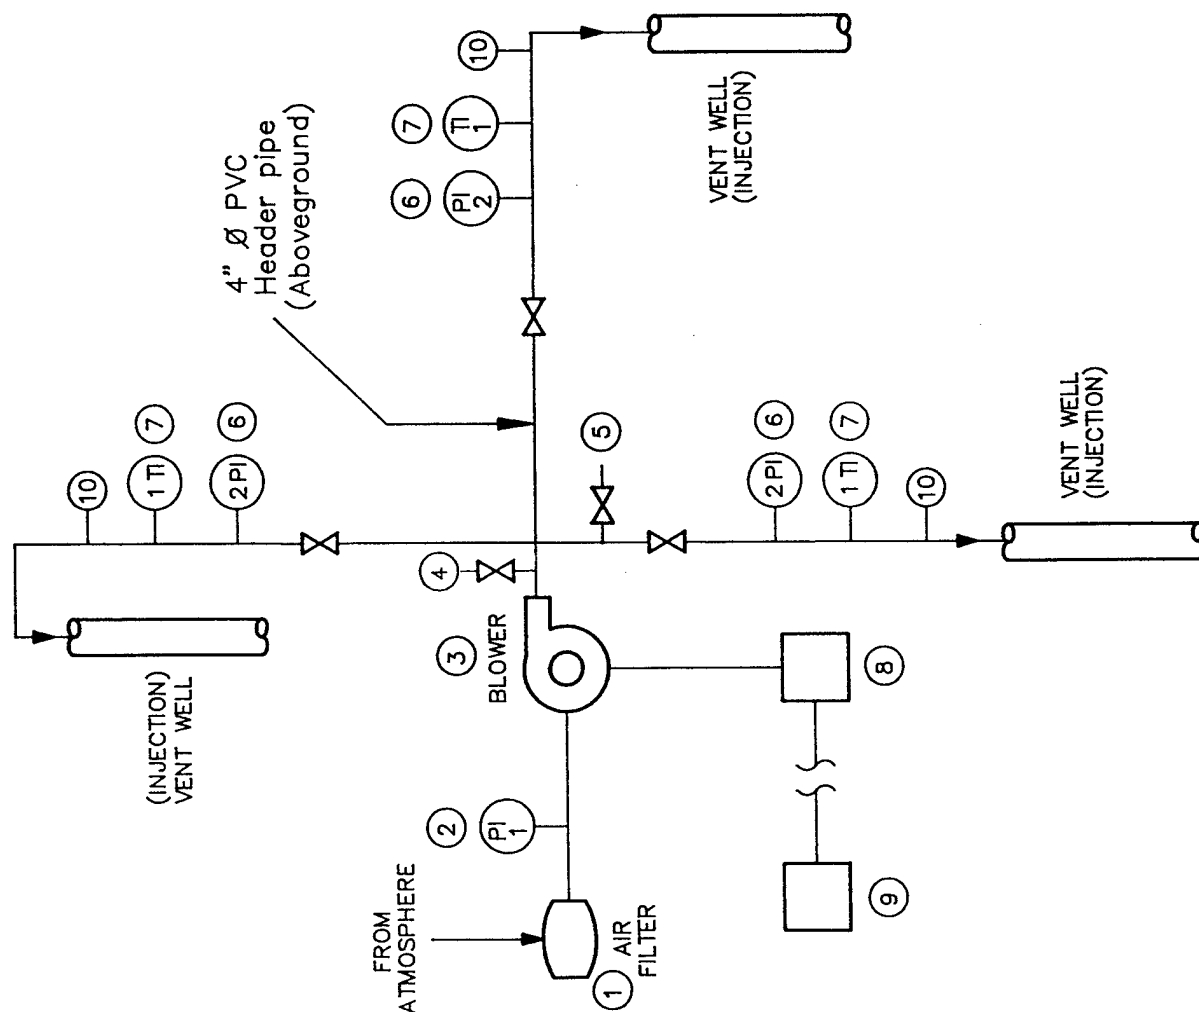 4" Ø PVC
Header pipe
(Aboveground)
10
7
TI
1
6
PI
2
VENT WELL
(INJECTION)
10
7
1 TI
6
2 PI
(INJECTION)
VENT WELL
4
5
3
BLOWER
6
2 PI
7
1 TI
10
VENT WELL
(INJECTION)
2
PI
1
FROM
ATMOSPHERE
1
AIR
FILTER
8
9